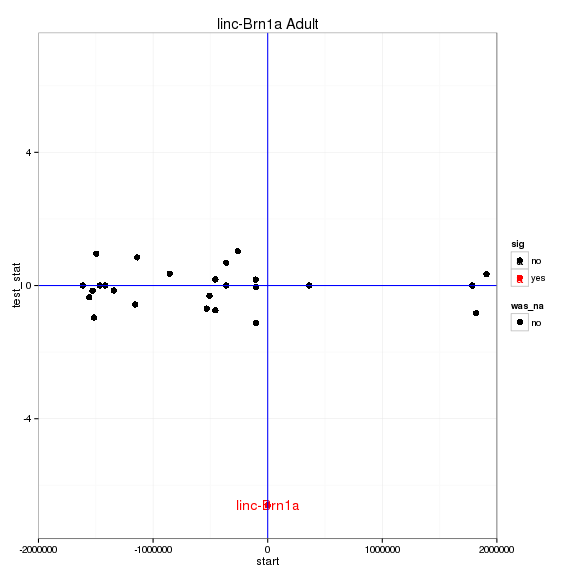 linc-Brn1a Adult
test_stat
4
0
-4
linc-Brn1a
-2000000
-1000000
0
1000000
2000000
start
sig
no
yes
was_na
no